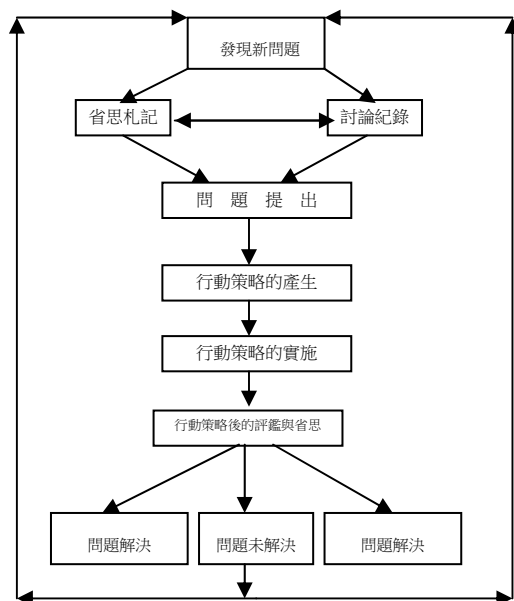 發現新問題
省思札記
討論紀錄
問 題 提 出
行動策略的產生
行動策略的實施
行動策略後的評鑑與省思
問題解決
問題未解決
問題解決